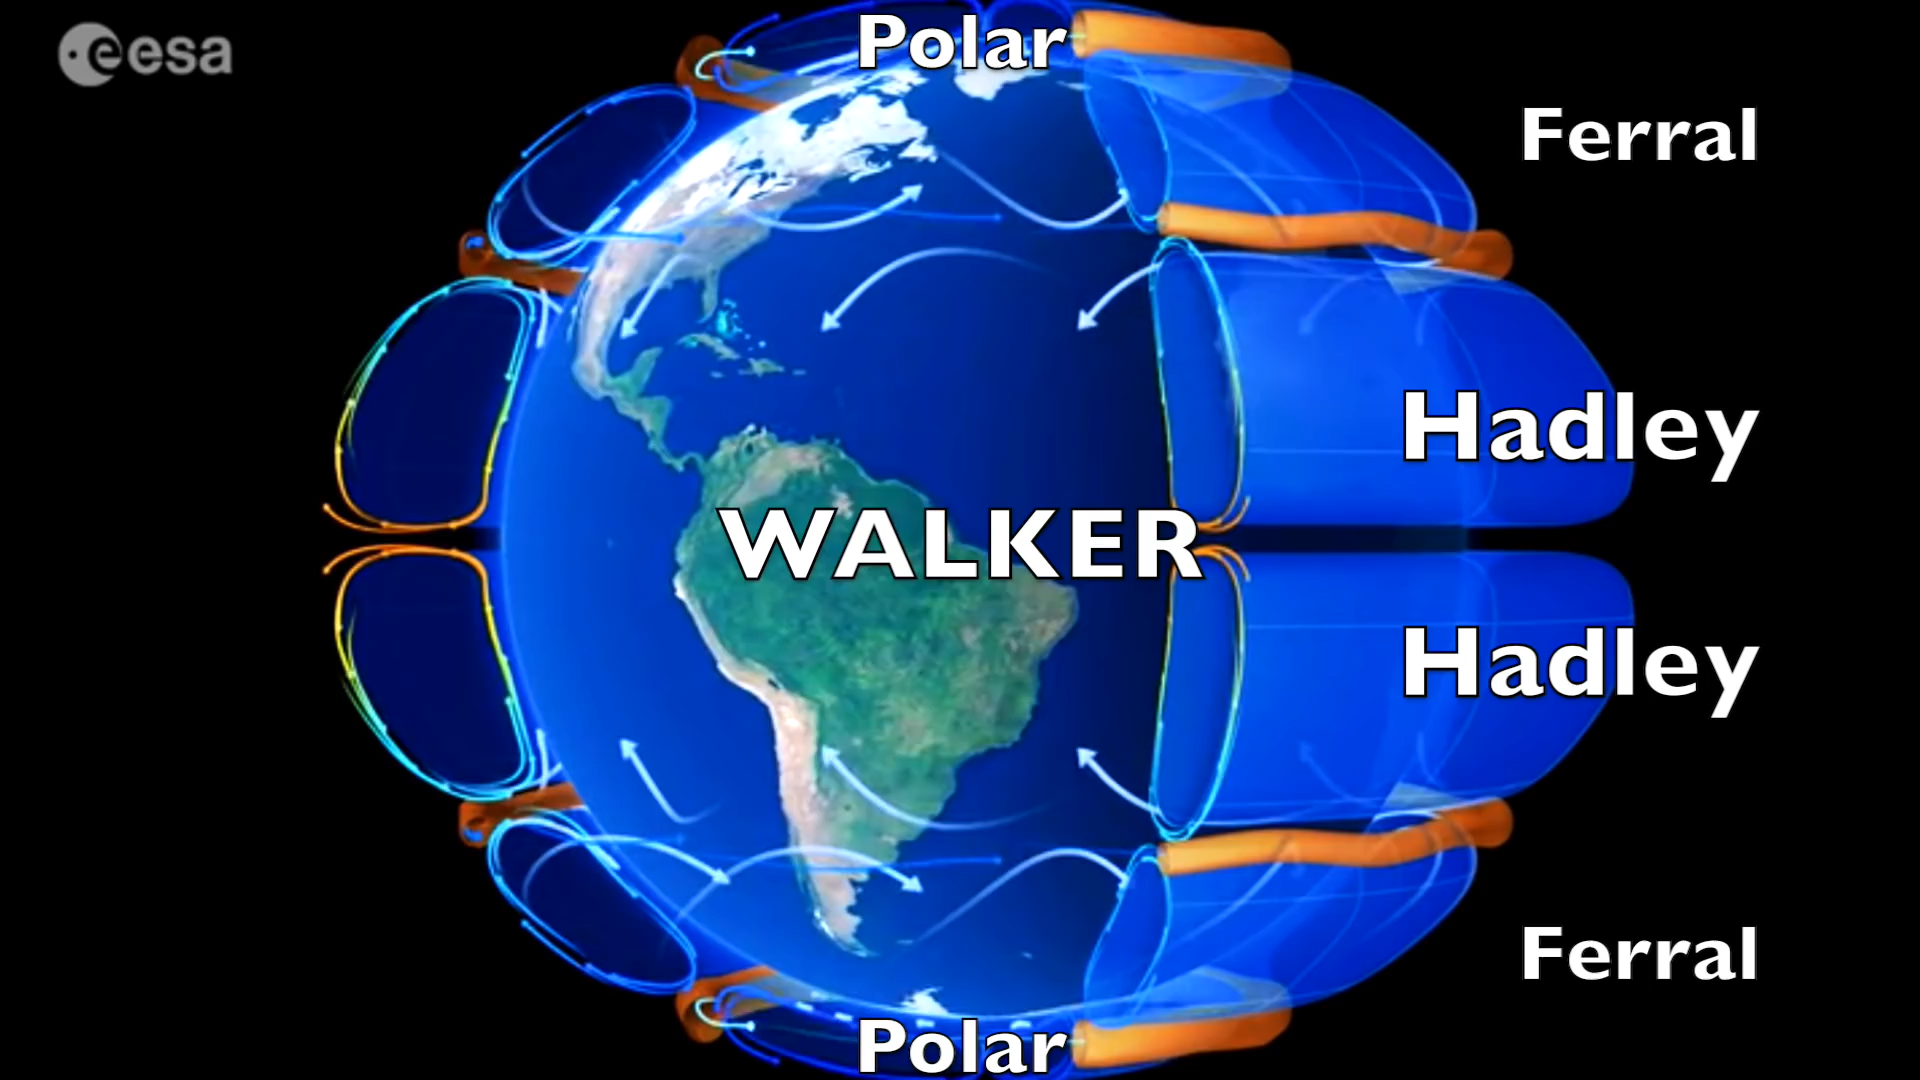 esa
Polar
Ferral
Hadley
WALKER
Hadley
Ferral
Polar